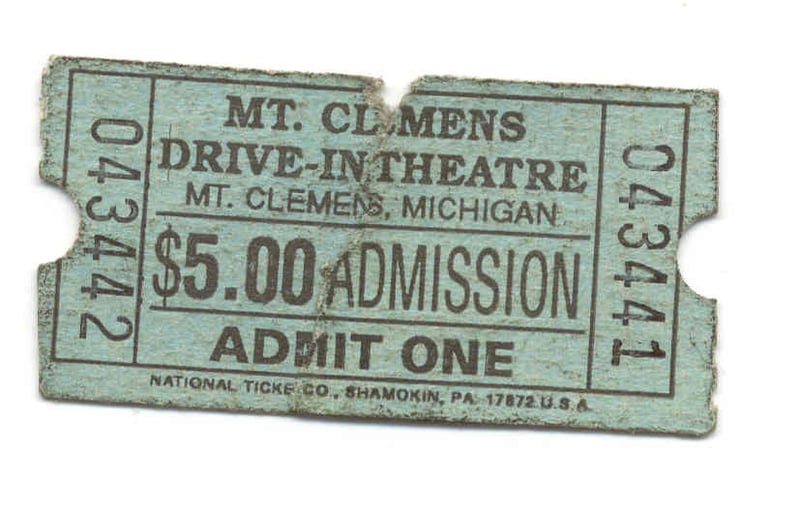 043442
MT. CLEMENS
DRIVE-IN THEATRE
MT. CLEMENS, MICHIGAN
$5.00 ADMISSION
ADMIT ONE
NATIONAL TICKET CO., SHAMOKIN, PA. 17872 U.S.A.
043441